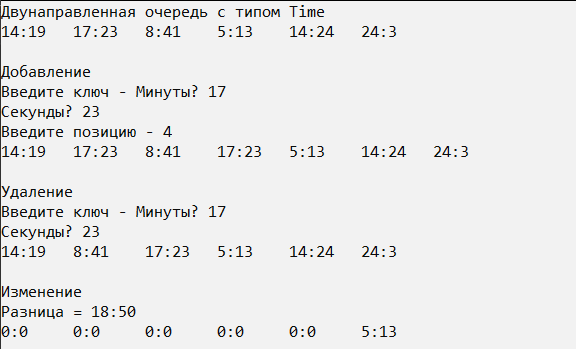 Двунаправленная очередь с типом Time
14:19 17:23 8:41 5:13 14:24 24:3
Добавление
Введите ключ - Минуты? 17
Секунды? 23
Введите позицию - 4
14:19 17:23 8:41 17:23 5:13 14:24 24:3
Удаление
Введите ключ - Минуты? 17
Секунды? 23
14:19 8:41 17:23 5:13 14:24 24:3
Изменение
Разница = 18:50
0:0 0:0 0:0 0:0 0:0 5:13